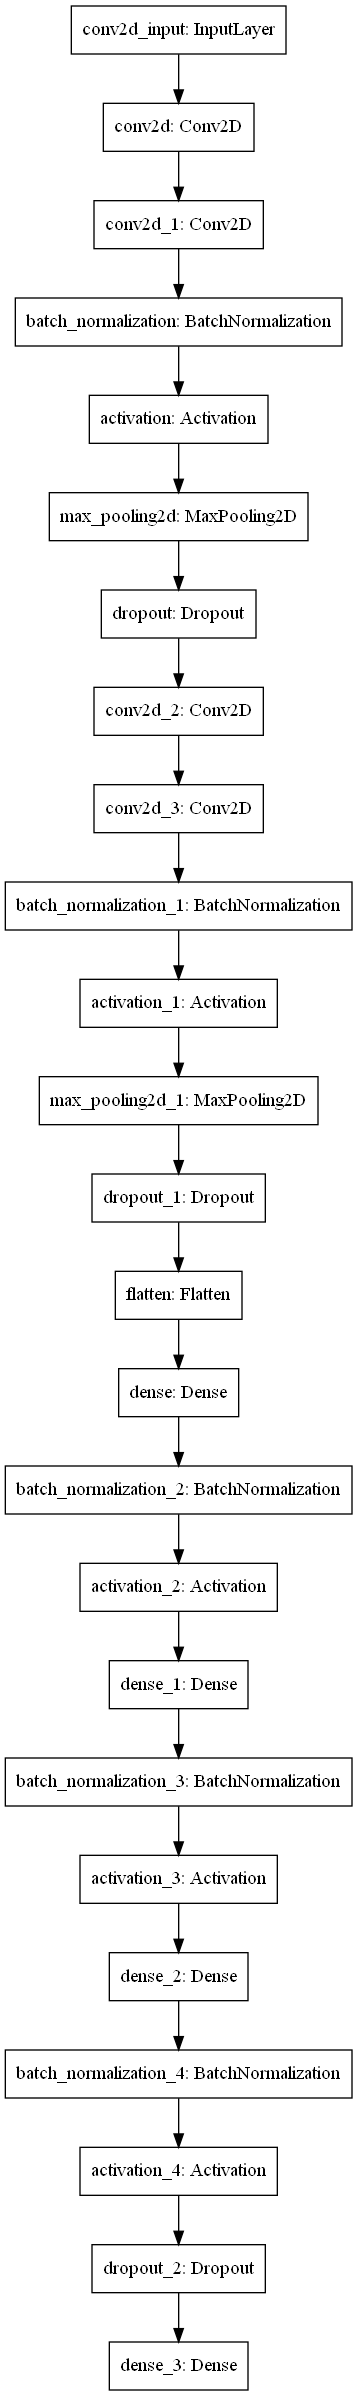 conv2d_input: InputLayer
conv2d: Conv2D
conv2d_1: Conv2D
batch_normalization: BatchNormalization
activation: Activation
max_pooling2d: MaxPooling2D
dropout: Dropout
conv2d_2: Conv2D
conv2d_3: Conv2D
batch_normalization_1: BatchNormalization
activation_1: Activation
max_pooling2d_1: MaxPooling2D
dropout_1: Dropout
flatten: Flatten
dense: Dense
batch_normalization_2: BatchNormalization
activation_2: Activation
dense_1: Dense
batch_normalization_3: BatchNormalization
activation_3: Activation
dense_2: Dense
batch_normalization_4: BatchNormalization
activation_4: Activation
dropout_2: Dropout
dense_3: Dense